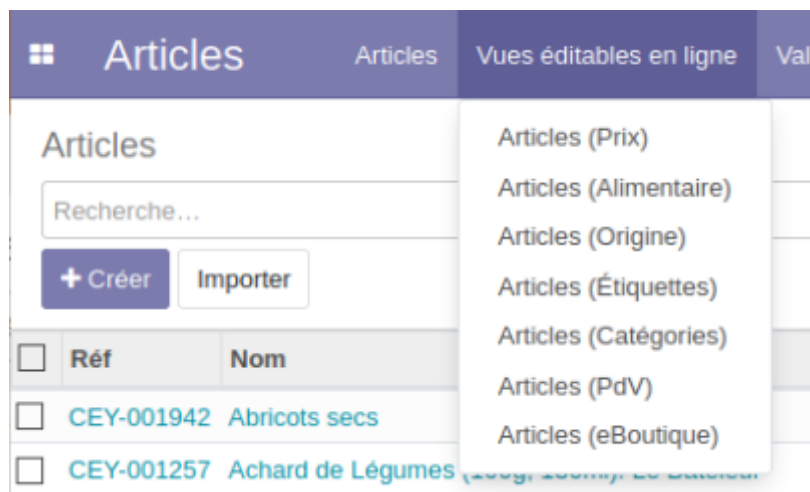 Articles Articles Vues éditables en ligne Val
Articles
Recherche...
Créer Importer
Articles (Prix)
Articles (Alimentaire)
Articles (Origine)
Articles (Étiquettes)
Articles (Catégories)
Articles (PdV)
Articles (eBoutique)
Réf Nom
CEY-001942 Abricots secs
CEY-001257 Achard de Légumes